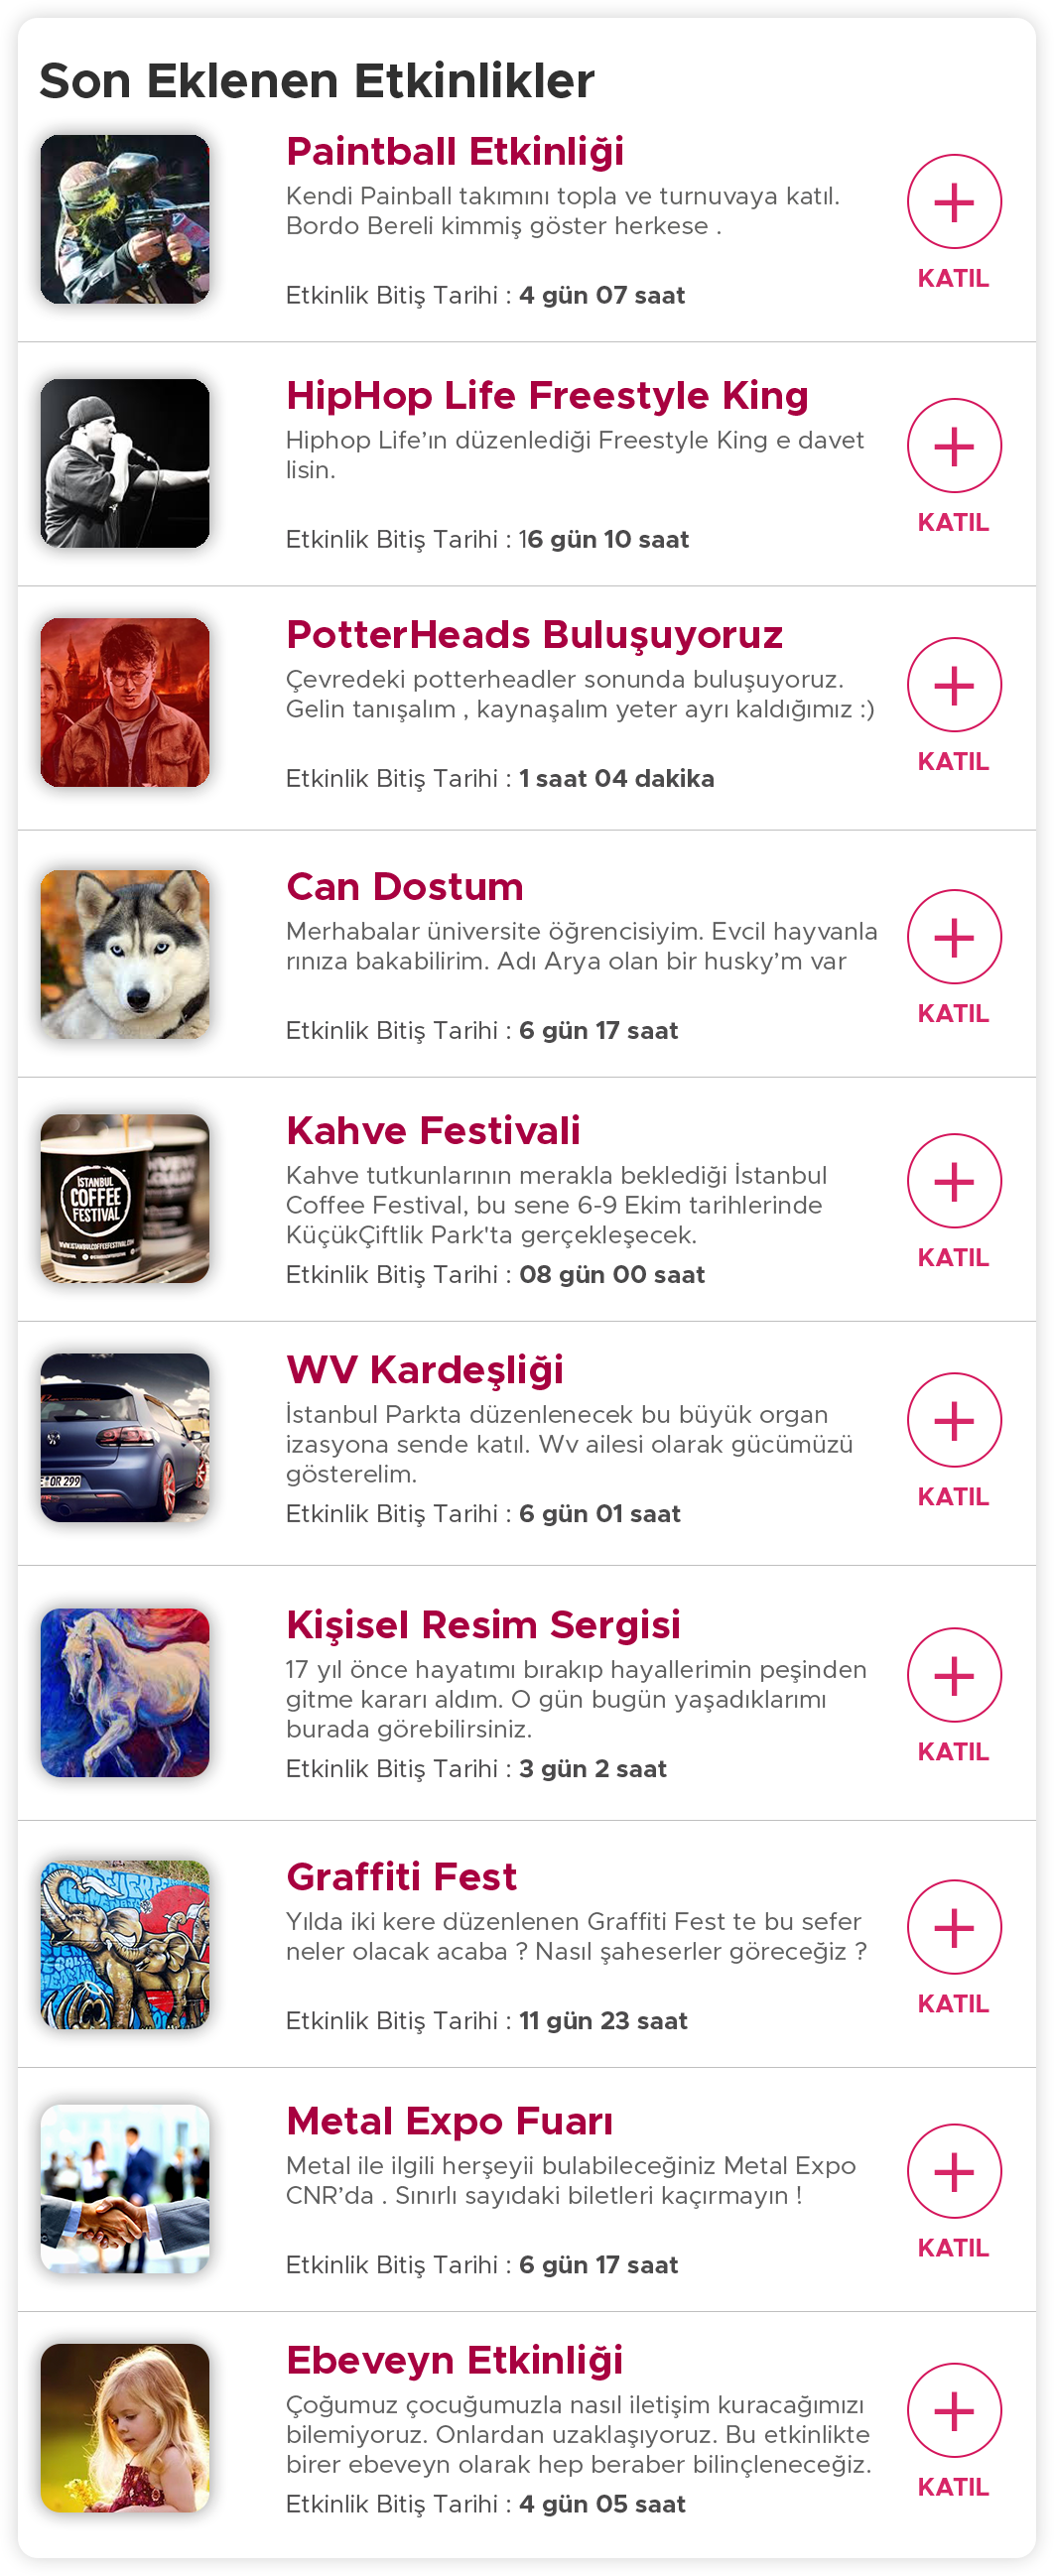 Son Eklenen Etkinlikler
Paintball Etkinliği
Kendi Painball takımını topla ve turnuvaya katıl.
Bordo Bereli kimmiş göster herkese .
Etkinlik Bitiş Tarihi : 4 gün 07 saat
KATIL
HipHop Life Freestyle King
Hiphop Life’ın düzenlediği Freestyle King e davet
lisin.
Etkinlik Bitiş Tarihi : 16 gün 10 saat
KATIL
PotterHeads Buluşuyoruz
Çevredeki potterheadler sonunda buluşuyoruz.
Gelin tanışalım , kaynaşalım yeter ayrı kaldığımız :)
Etkinlik Bitiş Tarihi : 1 saat 04 dakika
KATIL
Can Dostum
Merhabalar üniversite öğrencisiyim. Evcil hayvanla
rınıza bakabilirim. Adı Arya olan bir husky’m var
Etkinlik Bitiş Tarihi : 6 gün 17 saat
KATIL
İSTANBUL
COFFEE
FESTIVAL
WWW.ISTANBULCOFFEEFESTIVAL.COM
Kahve Festivali
Kahve tutkunlarının merakla beklediği İstanbul
Coffee Festival, bu sene 6-9 Ekim tarihlerinde
KüçükÇiftlik Park'ta gerçekleşecek.
Etkinlik Bitiş Tarihi : 08 gün 00 saat
KATIL
OR 299
WV Kardeşliği
İstanbul Parkta düzenlenecek bu büyük organ
izasyona sende katıl. Wv ailesi olarak gücümüzü
gösterelim.
Etkinlik Bitiş Tarihi : 6 gün 01 saat
KATIL
Kişisel Resim Sergisi
17 yıl önce hayatımı bırakıp hayallerimin peşinden
gitme kararı aldım. O gün bugün yaşadıklarımı
burada görebilirsiniz.
Etkinlik Bitiş Tarihi : 3 gün 2 saat
KATIL
Graffiti Fest
Yılda iki kere düzenlenen Graffiti Fest te bu sefer
neler olacak acaba ? Nasıl şaheserler göreceğiz ?
Etkinlik Bitiş Tarihi : 11 gün 23 saat
KATIL
Metal Expo Fuarı
Metal ile ilgili herşeyii bulabileceğiniz Metal Expo
CNR’da . Sınırlı sayıdaki biletleri kaçırmayın !
Etkinlik Bitiş Tarihi : 6 gün 17 saat
KATIL
Ebeveyn Etkinliği
Çoğumuz çocuğumuzla nasıl iletişim kuracağımızı
bilemiyoruz. Onlardan uzaklaşıyoruz. Bu etkinlikte
birer ebeveyn olarak hep beraber bilinçleneceğiz.
Etkinlik Bitiş Tarihi : 4 gün 05 saat
KATIL